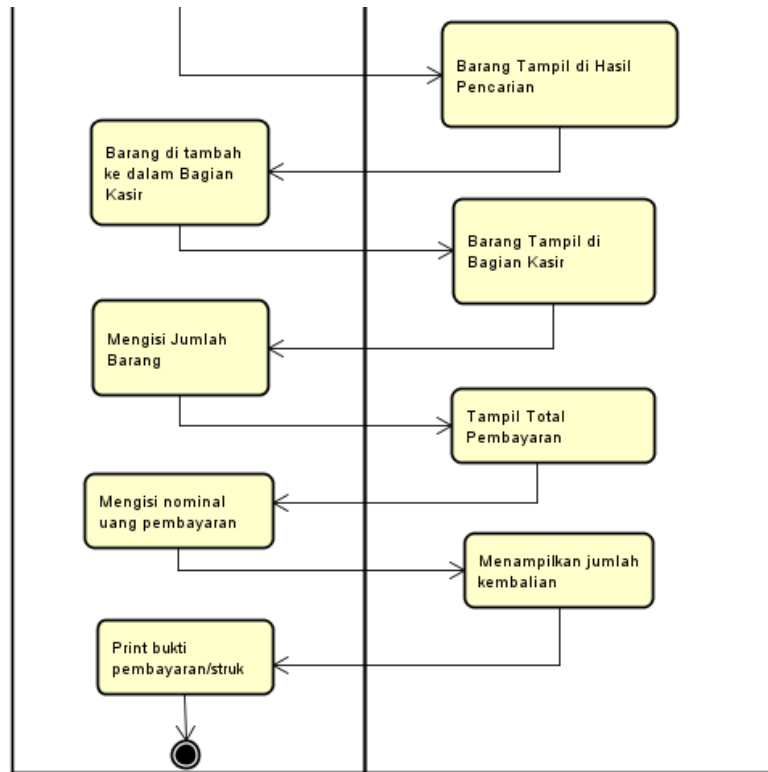 Barang Tampil di Hasil
Pencarian
Barang di tambah
ke dalam Bagian
Kasir
Barang Tampil di
Bagian Kasir
Mengisi Jumlah
Barang
Tampil Total
Pembayaran
Mengisi nominal
uang pembayaran
Menampilkan jumlah
kembalian
Print bukti
pembayaran/struk